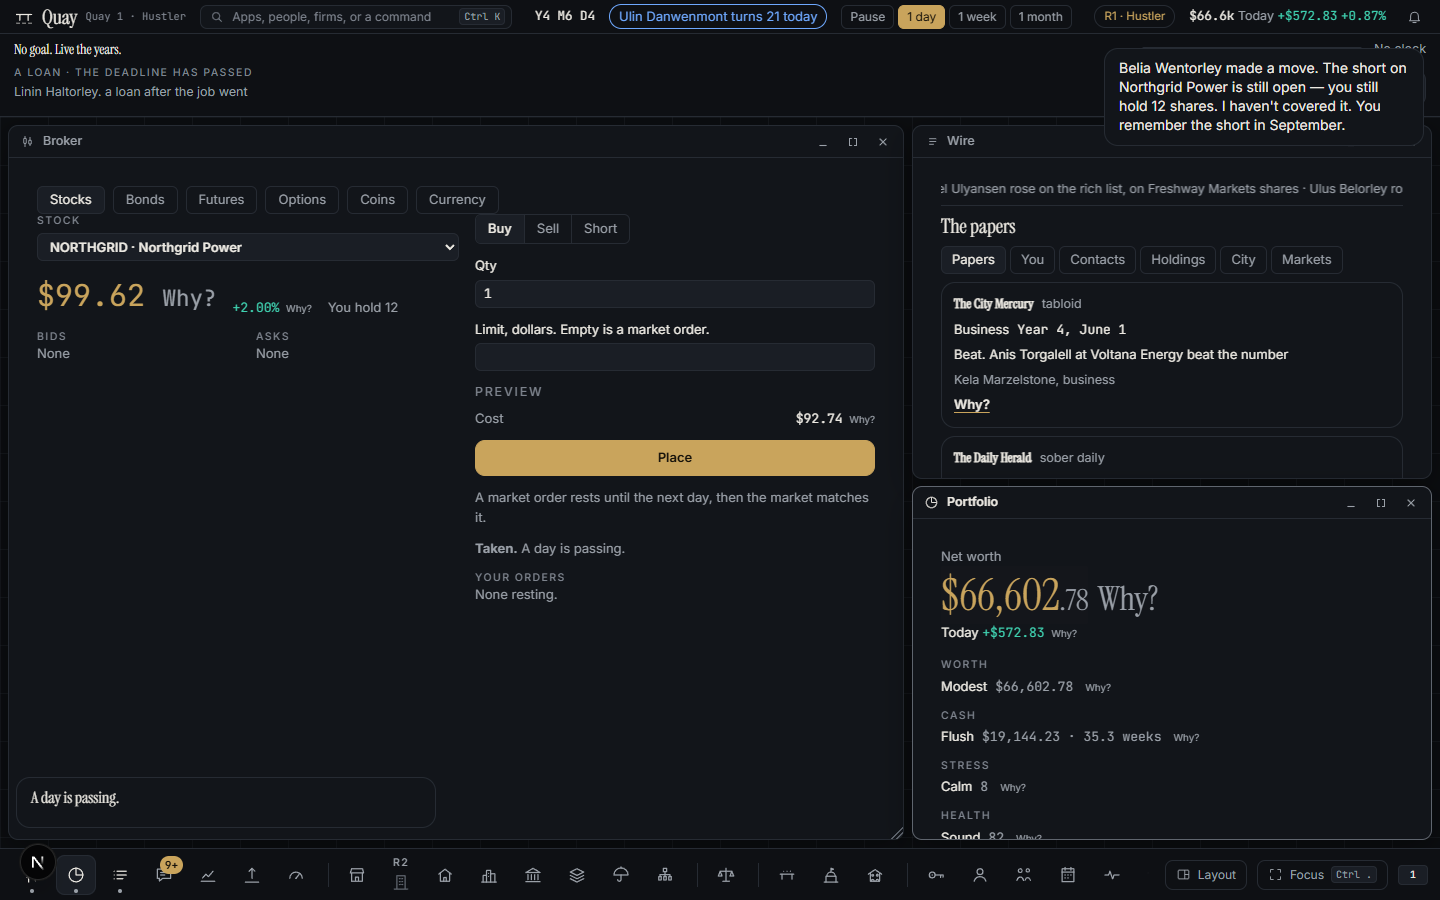 Quay
Quay 1 · Hustler
Apps, people, firms, or a command
Ctrl K
Y4 M6 D4
Ulin Danwenmont turns 21 today
Pause
1 day
1 week
1 month
R1 · Hustler
$66.6k Today +$572.83 +0.87%
No goal. Live the years.
A LOAN · THE DEADLINE HAS PASSED
Linin Haltorley. a loan after the job went
Belia Wentorley made a move. The short on
Northgrid Power is still open — you still
hold 12 shares. I haven't covered it. You
remember the short in September.
Broker
Stocks
Bonds
Futures
Options
Coins
Currency
STOCK
NORTHGRID · Northgrid Power
$99.62 Why?
+2.00% Why?
You hold 12
BIDS
None
ASKS
None
Buy
Sell
Short
Qty
1
Limit, dollars. Empty is a market order.
PREVIEW
Cost
$92.74 Why?
Place
A market order rests until the next day, then the market matches
it.
Taken. A day is passing.
YOUR ORDERS
None resting.
A day is passing.
Wire
el Ulyansen rose on the rich list, on Freshway Markets shares · Ulus Belorley ro
The papers
Papers
You
Contacts
Holdings
City
Markets
The City Mercury tabloid
Business Year 4, June 1
Beat. Anis Torgalell at Voltana Energy beat the number
Kela Marzelstone, business
Why?
The Daily Herald sober daily
Portfolio
Net worth
$66,602.78 Why?
Today +$572.83 Why?
WORTH
Modest $66,602.78 Why?
CASH
Flush $19,144.23 · 35.3 weeks Why?
STRESS
Calm 8 Why?
HEALTH
Sound 82 Why?
N
9+
R2
Layout
Focus
Ctrl .
1